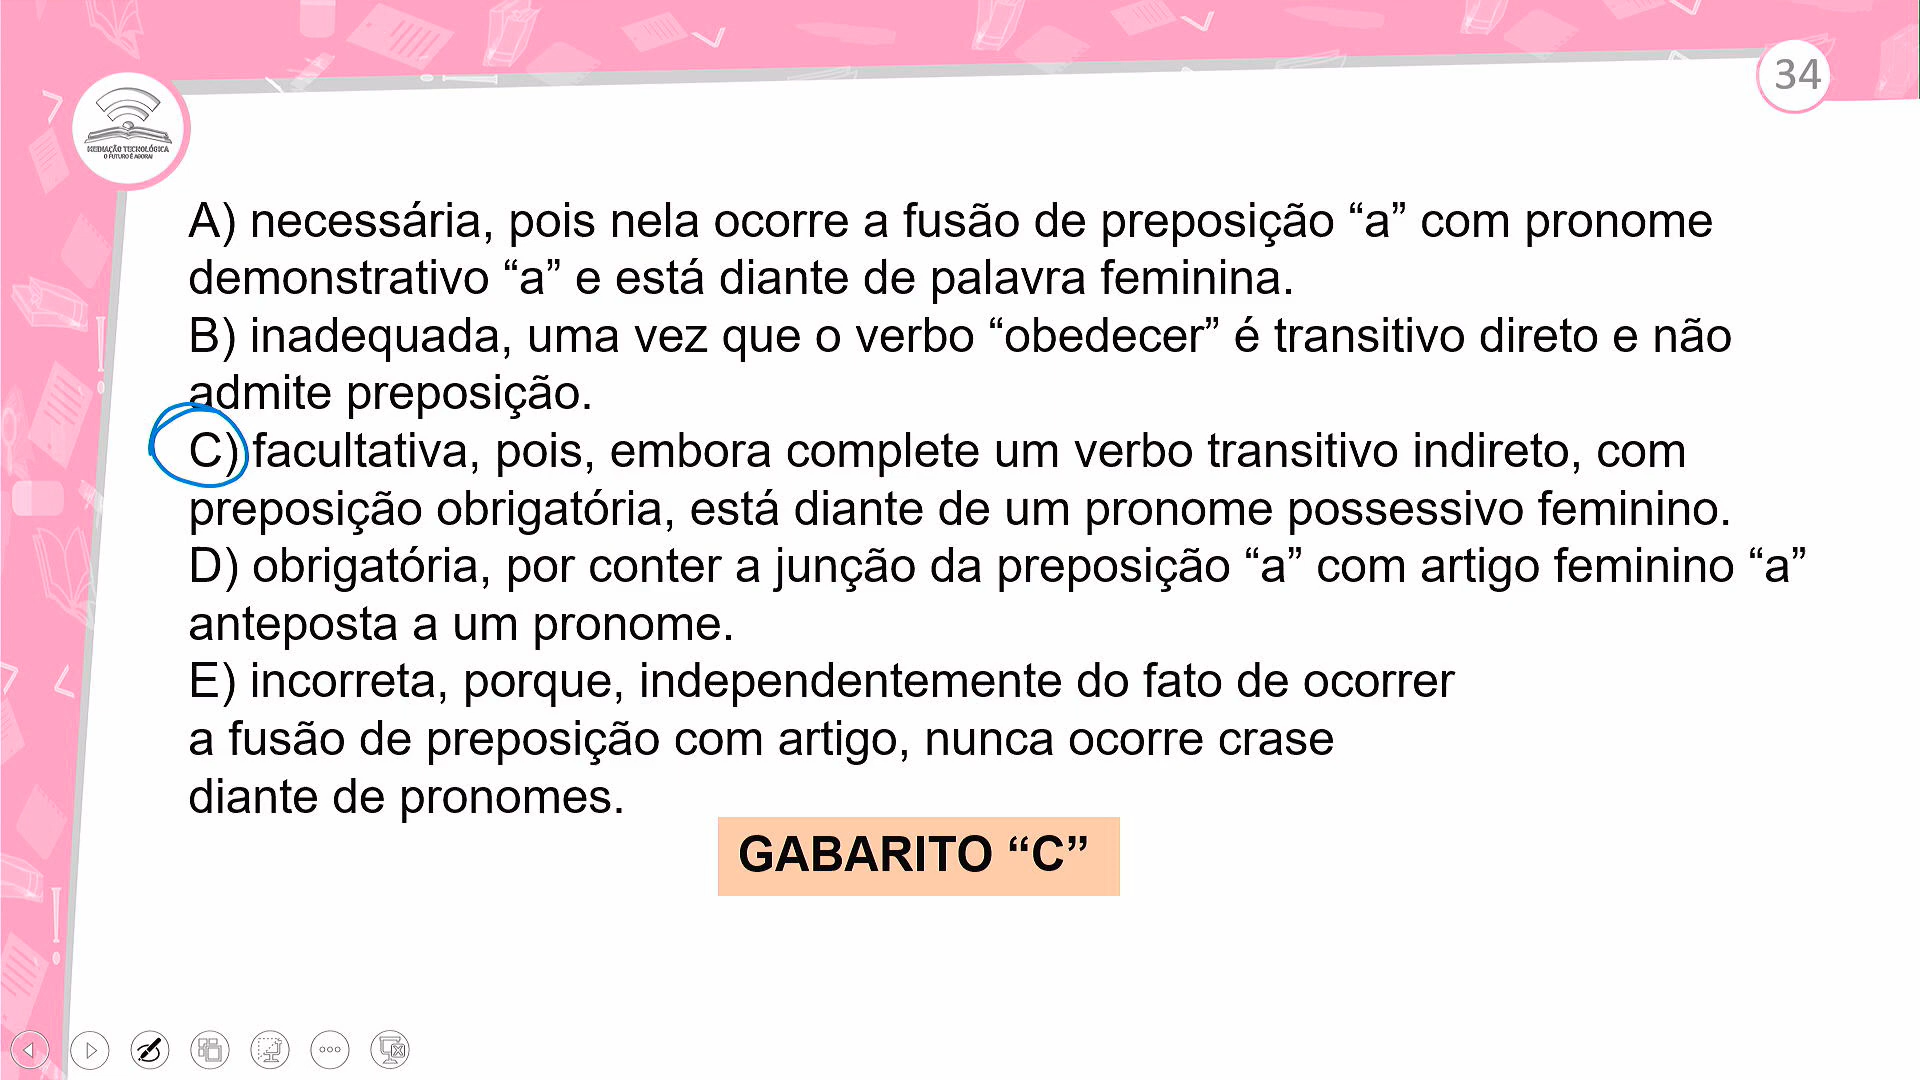 34
MEDIAÇÃO TECNOLÓGICA
O FUTURO É AGORA!
A) necessária, pois nela ocorre a fusão de preposição “a” com pronome
demonstrativo “a” e está diante de palavra feminina.
B) inadequada, uma vez que o verbo “obedecer” é transitivo direto e não
admite preposição.
C) facultativa, pois, embora complete um verbo transitivo indireto, com
preposição obrigatória, está diante de um pronome possessivo feminino.
D) obrigatória, por conter a junção da preposição “a” com artigo feminino “a”
anteposta a um pronome.
E) incorreta, porque, independentemente do fato de ocorrer
a fusão de preposição com artigo, nunca ocorre crase
diante de pronomes.
GABARITO “C”